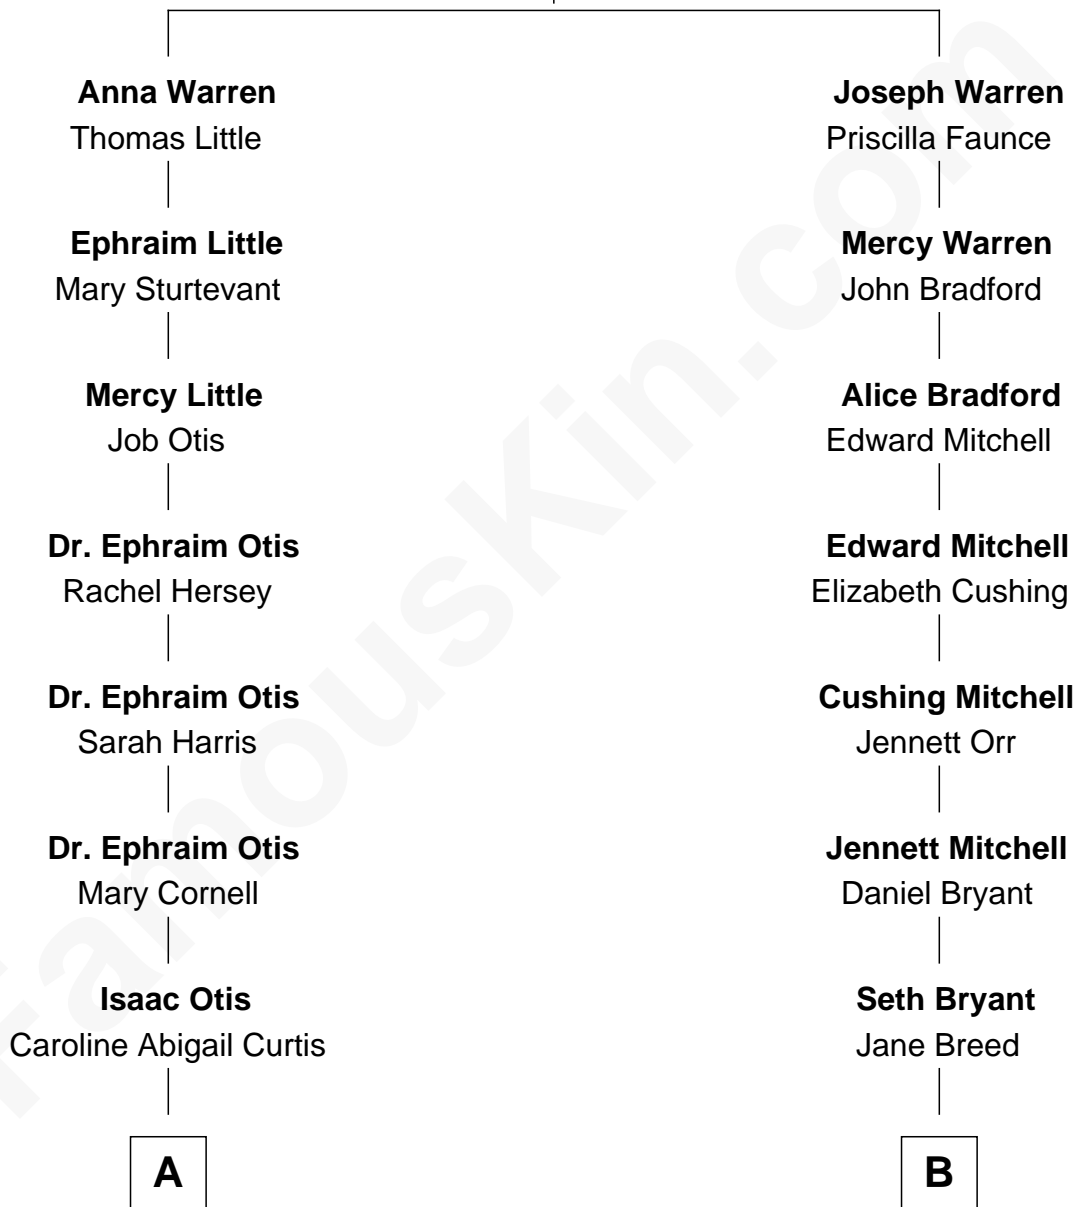 Anna Warren
Thomas Little
Joseph Warren
Priscilla Faunce
Ephraim Little
Mary Sturtevant
Mercy Warren
John Bradford
Mercy Little
Job Otis
Alice Bradford
Edward Mitchell
Dr. Ephraim Otis
Rachel Hersey
Edward Mitchell
Elizabeth Cushing
Dr. Ephraim Otis
Sarah Harris
Cushing Mitchell
Jennett Orr
Dr. Ephraim Otis
Mary Cornell
Jennett Mitchell
Daniel Bryant
Isaac Otis
Caroline Abigail Curtis
Seth Bryant
Jane Breed
A
B
FamousKin.com